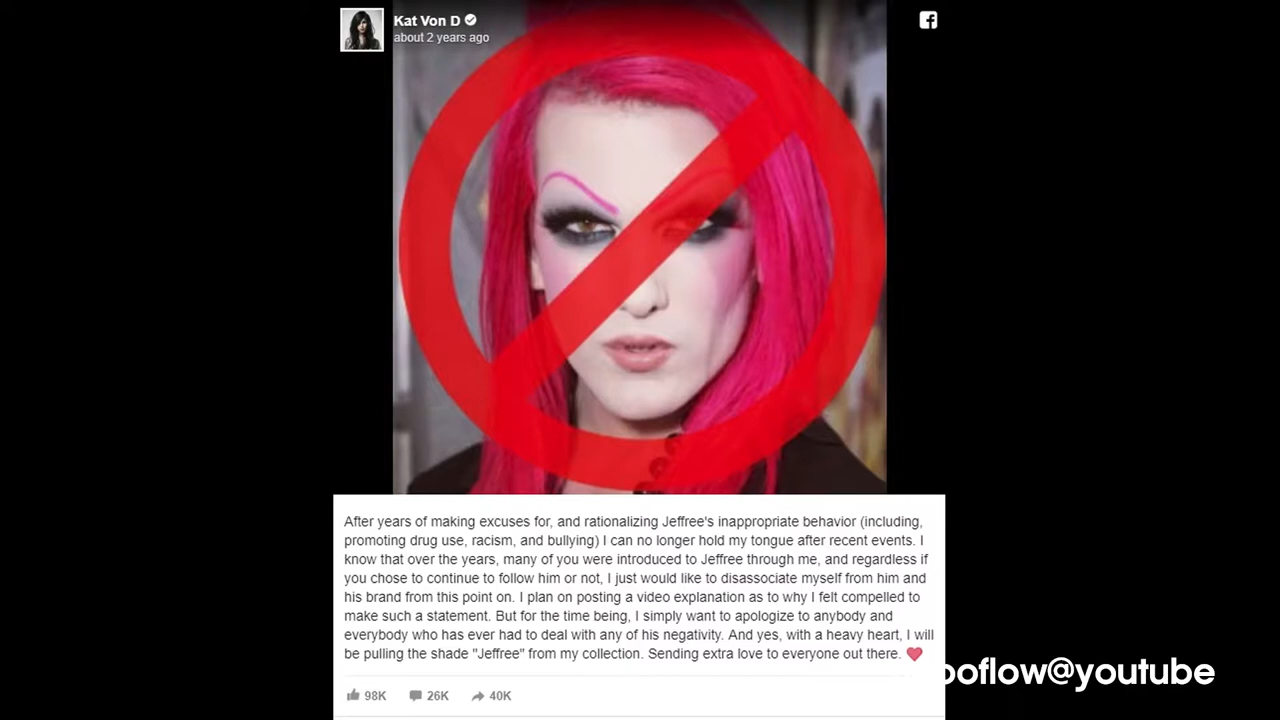 Kat Von D
about 2 years ago
After years of making excuses for, and rationalizing Jeffree's inappropriate behavior (including,
promoting drug use, racism, and bullying) I can no longer hold my tongue after recent events. I
know that over the years, many of you were introduced to Jeffree through me, and regardless if
you chose to continue to follow him or not, I just would like to disassociate myself from him and
his brand from this point on. I plan on posting a video explanation as to why I felt compelled to
make such a statement. But for the time being, I simply want to apologize to anybody and
everybody who has ever had to deal with any of his negativity. And yes, with a heavy heart, I will
be pulling the shade "Jeffree" from my collection. Sending extra love to everyone out there. ❤️
98K 26K 40K
ooflow@youtube